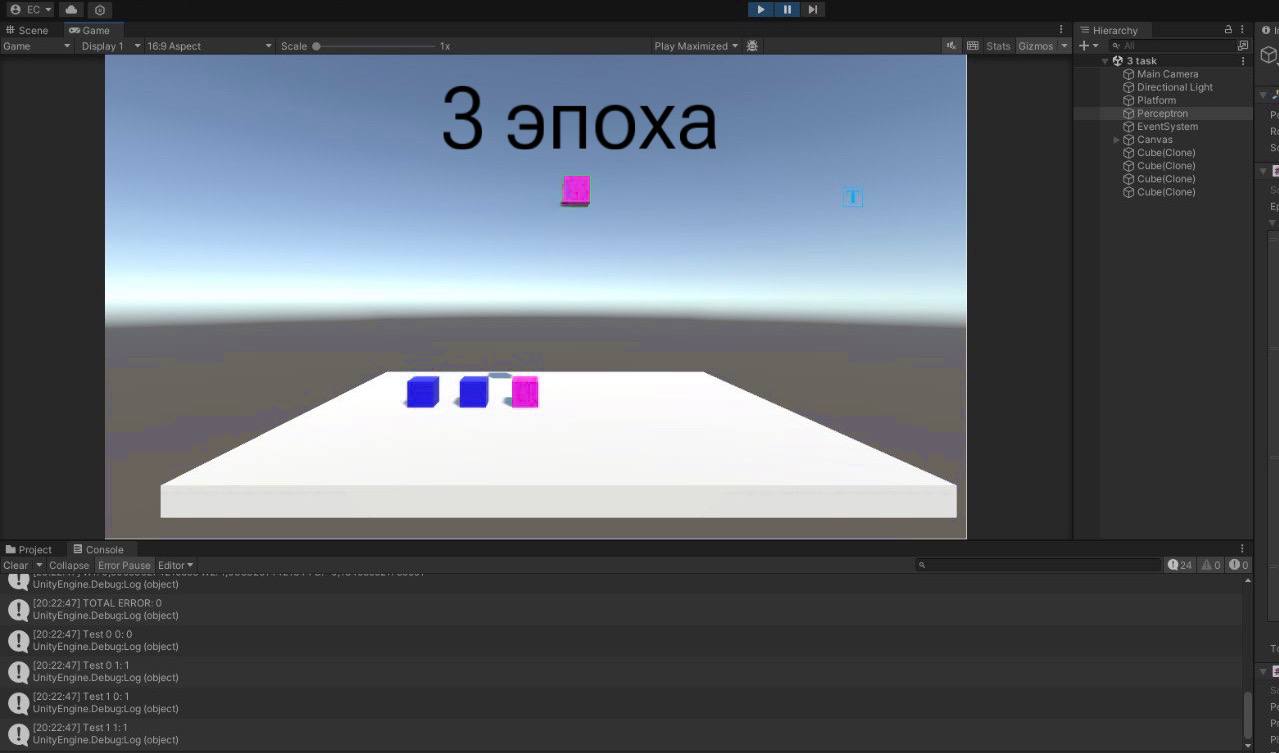 EC
Scene
Game
Game
Display 1
16:9 Aspect
Scale
1x
Play Maximized
Stats
Gizmos
3 эпоха
Hierarchy
All
3 task
Main Camera
Directional Light
Platform
Perceptron
EventSystem
Canvas
Cube(Clone)
Cube(Clone)
Cube(Clone)
Cube(Clone)
Project
Console
Clear
Collapse
Error Pause
Editor
24
0
0
UnityEngine.Debug:Log (object)
[20:22:47] TOTAL ERROR: 0
UnityEngine.Debug:Log (object)
[20:22:47] Test 0 0: 0
UnityEngine.Debug:Log (object)
[20:22:47] Test 0 1: 1
UnityEngine.Debug:Log (object)
[20:22:47] Test 1 0: 1
UnityEngine.Debug:Log (object)
[20:22:47] Test 1 1: 1
UnityEngine.Debug:Log (object)